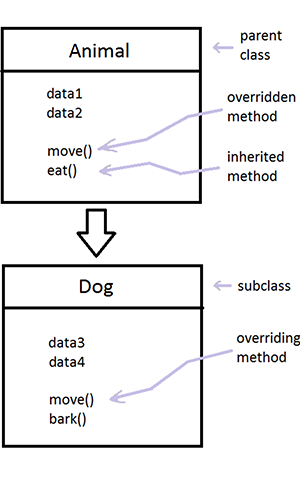 Animal
parent
class
data1
data2
overridden
method
move()
eat()
inherited
method
Dog
subclass
data3
data4
overriding
method
move()
bark()